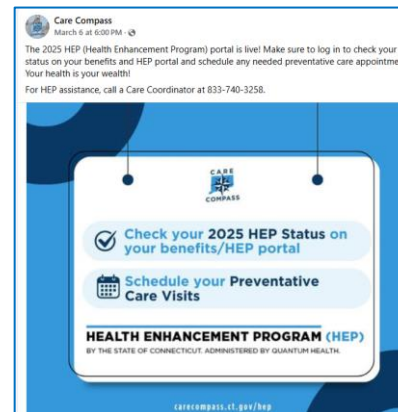 Care Compass
March 6 at 6:00 PM ·
The 2025 HEP (Health Enhancement Program) portal is live! Make sure to log in to check your
status on your benefits and HEP portal and schedule any needed preventative care appointme
Your health is your wealth!
For HEP assistance, call a Care Coordinator at 833-740-3258.
CARE
COMPASS
Check your 2025 HEP Status on
your benefits/HEP portal
Schedule your Preventative
Care Visits
HEALTH ENHANCEMENT PROGRAM (HEP)
BY THE STATE OF CONNECTICUT. ADMINISTERED BY QUANTUM HEALTH.
carecompass.ct.gov/hep